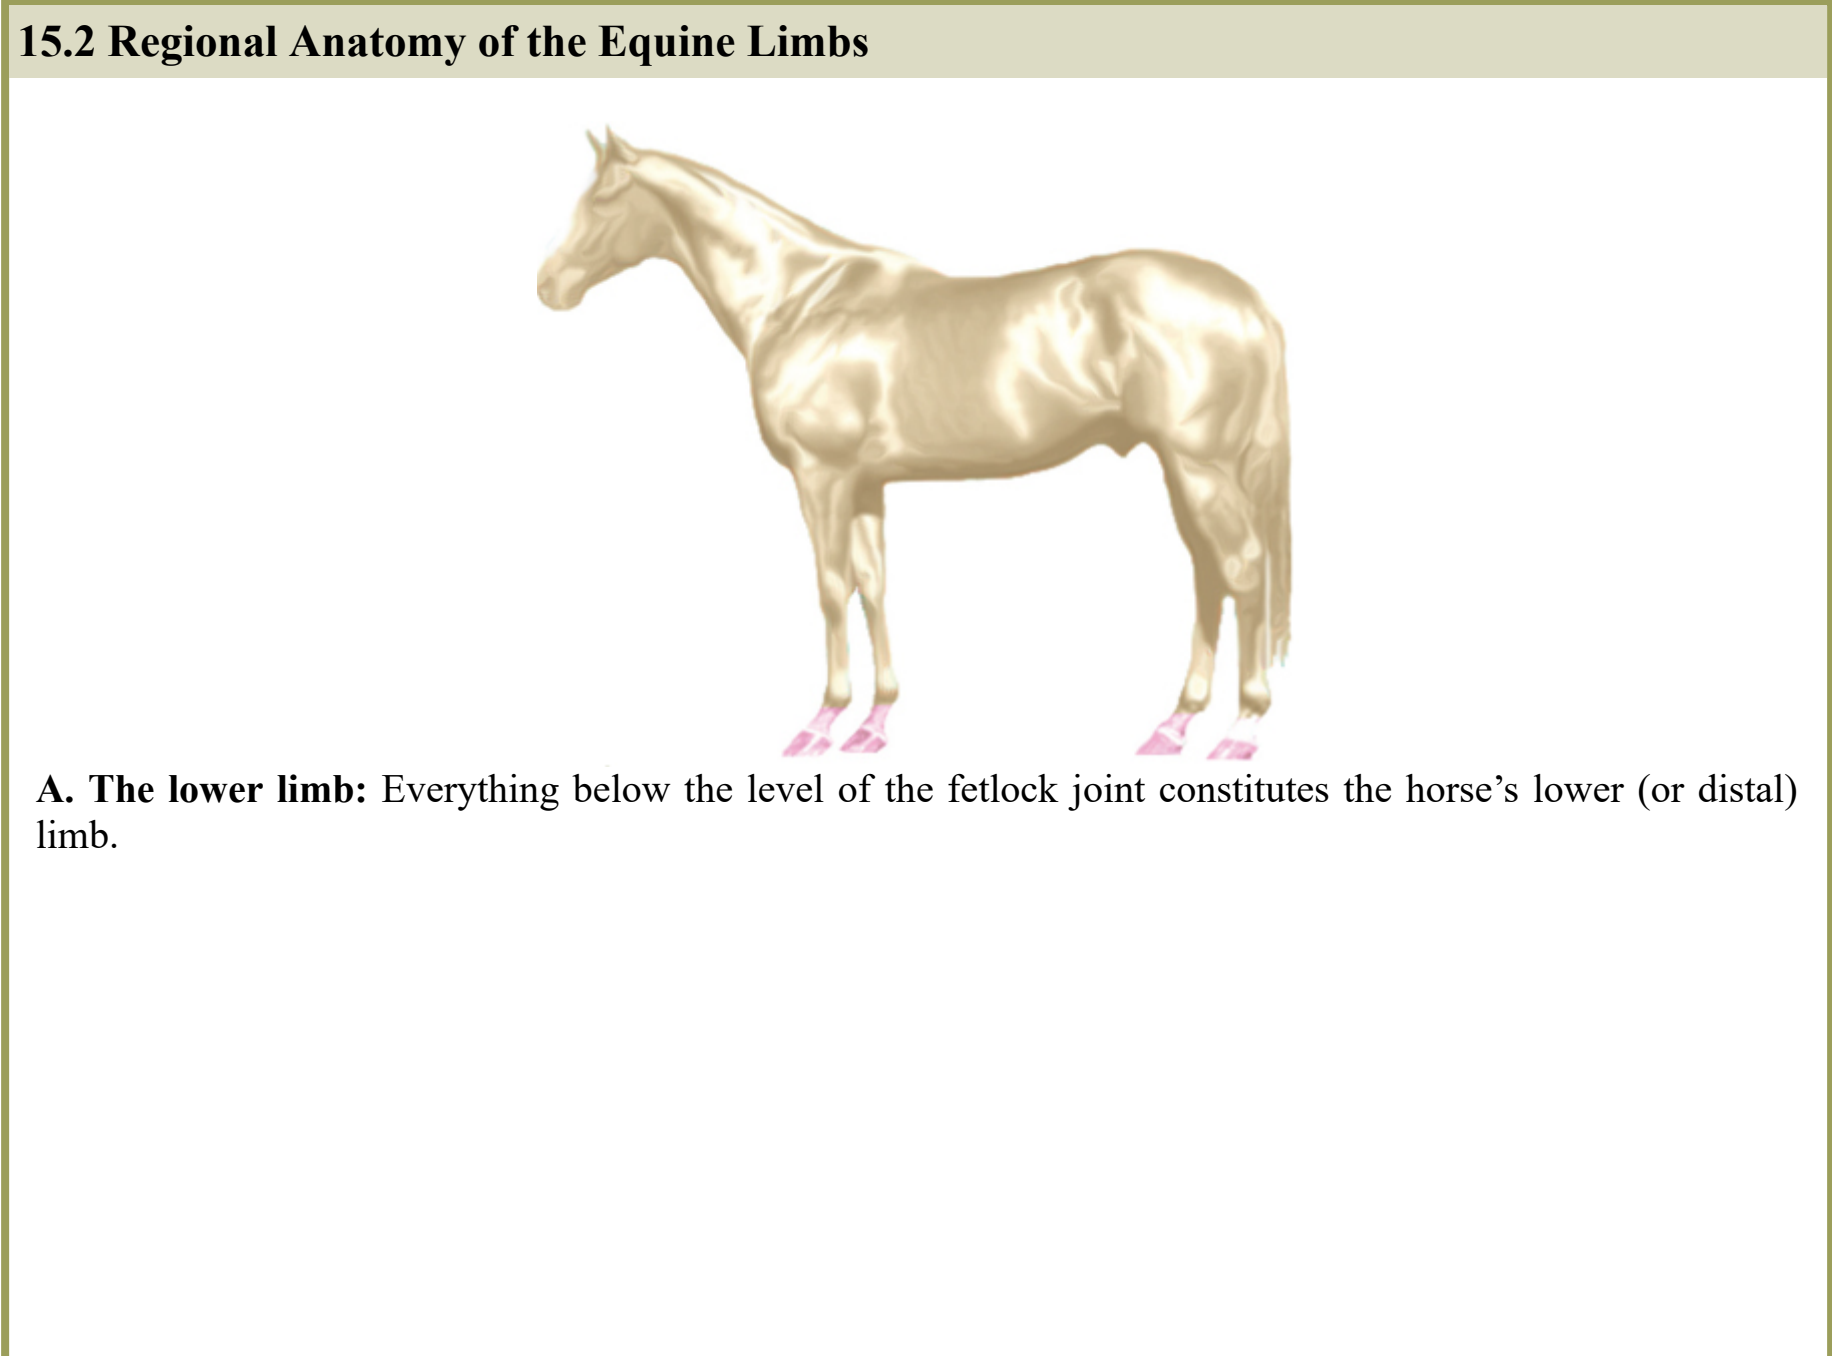 15.2 Regional Anatomy of the Equine Limbs
A. The lower limb: Everything below the level of the fetlock joint constitutes the horse’s lower (or distal)
limb.